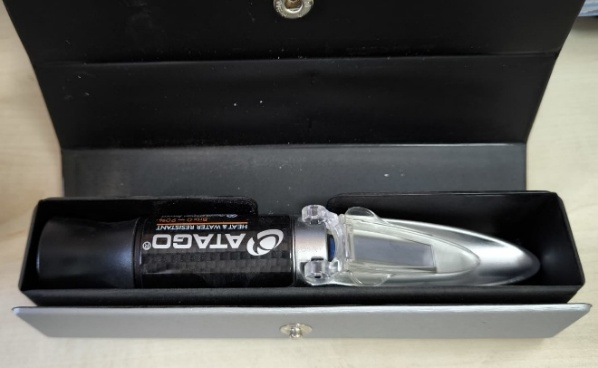 ATAGO®
HEAT & WATER RESISTANT